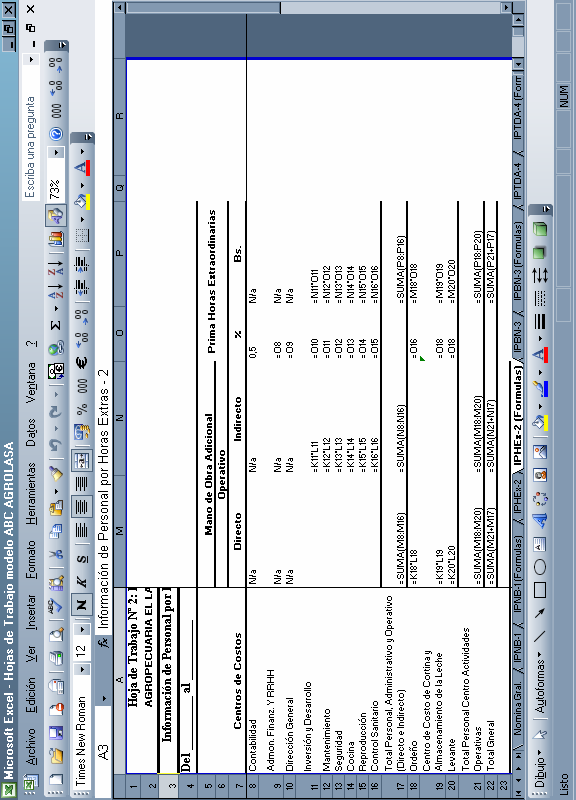 Microsoft Excel - Hojas de Trabajo modelo ABC AGROLASA
Archivo Edición Ver Insertar Formato Herramientas Datos Ventana ?
Escriba una pregunta
73%
Times New Roman 12 N K S % 000 €
A3 fx Información de Personal por Horas Extras - 2
A M N O P Q R
1 Hoja de Trabajo Nº 2: I
2 AGROPECUARIA EL LA
3 Información de Personal por I
4 Del al
5 Mano de Obra Adicional Prima Horas Extraordinarias
6 Operativo
7 Centros de Costos Directo Indirecto % Bs.
8 Contabilidad N/a N/a 0,5 N/a
9 Admon. Finanz. Y RRHH N/a N/a =O8 N/a
10 Dirección General N/a N/a =O9 N/a
11 Inversión y Desarrollo =K11*L11 =O10 =N11*O11
12 Mantenimiento =K12*L12 =O11 =N12*O12
13 Seguridad =K13*L13 =O12 =N13*O13
14 Cocina =K14*L14 =O13 =N14*O14
15 Reproducción =K15*L15 =O14 =N15*O15
16 Control Sanitario =K16*L16 =O15 =N16*O16
Total Personal, Administrativo y Operativo
17 (Directo e Indirecto) =SUMA(M8:M16) =SUMA(N8:N16) =SUMA(P8:P16)
18 Ordeño =K18*L18 =O16 =M18*O18
Centro de Costo de Cortina y
19 Almacenamiento de la Leche =K19*L19 =O18 =M19*O19
20 Levante =K20*L20 =O18 =M20*O20
Total Personal Centro Actividades
21 Operativas =SUMA(M18:M20) =SUMA(M18:M20) =SUMA(P18:P20)
22 Total Gneral =SUMA(M21+M17) =SUMA(N21+N17) =SUMA(P21+P17)
23
Nomina Gral. IPNB-1 IPNB-1 (Formulas) IPHEx-2 IPHEx-2 (Formulas) IPBN-3 IPBN-3 (Formulas) IPTDA-4 IPTDA-4 (Form
Dibujo Autoformas
Listo NUM